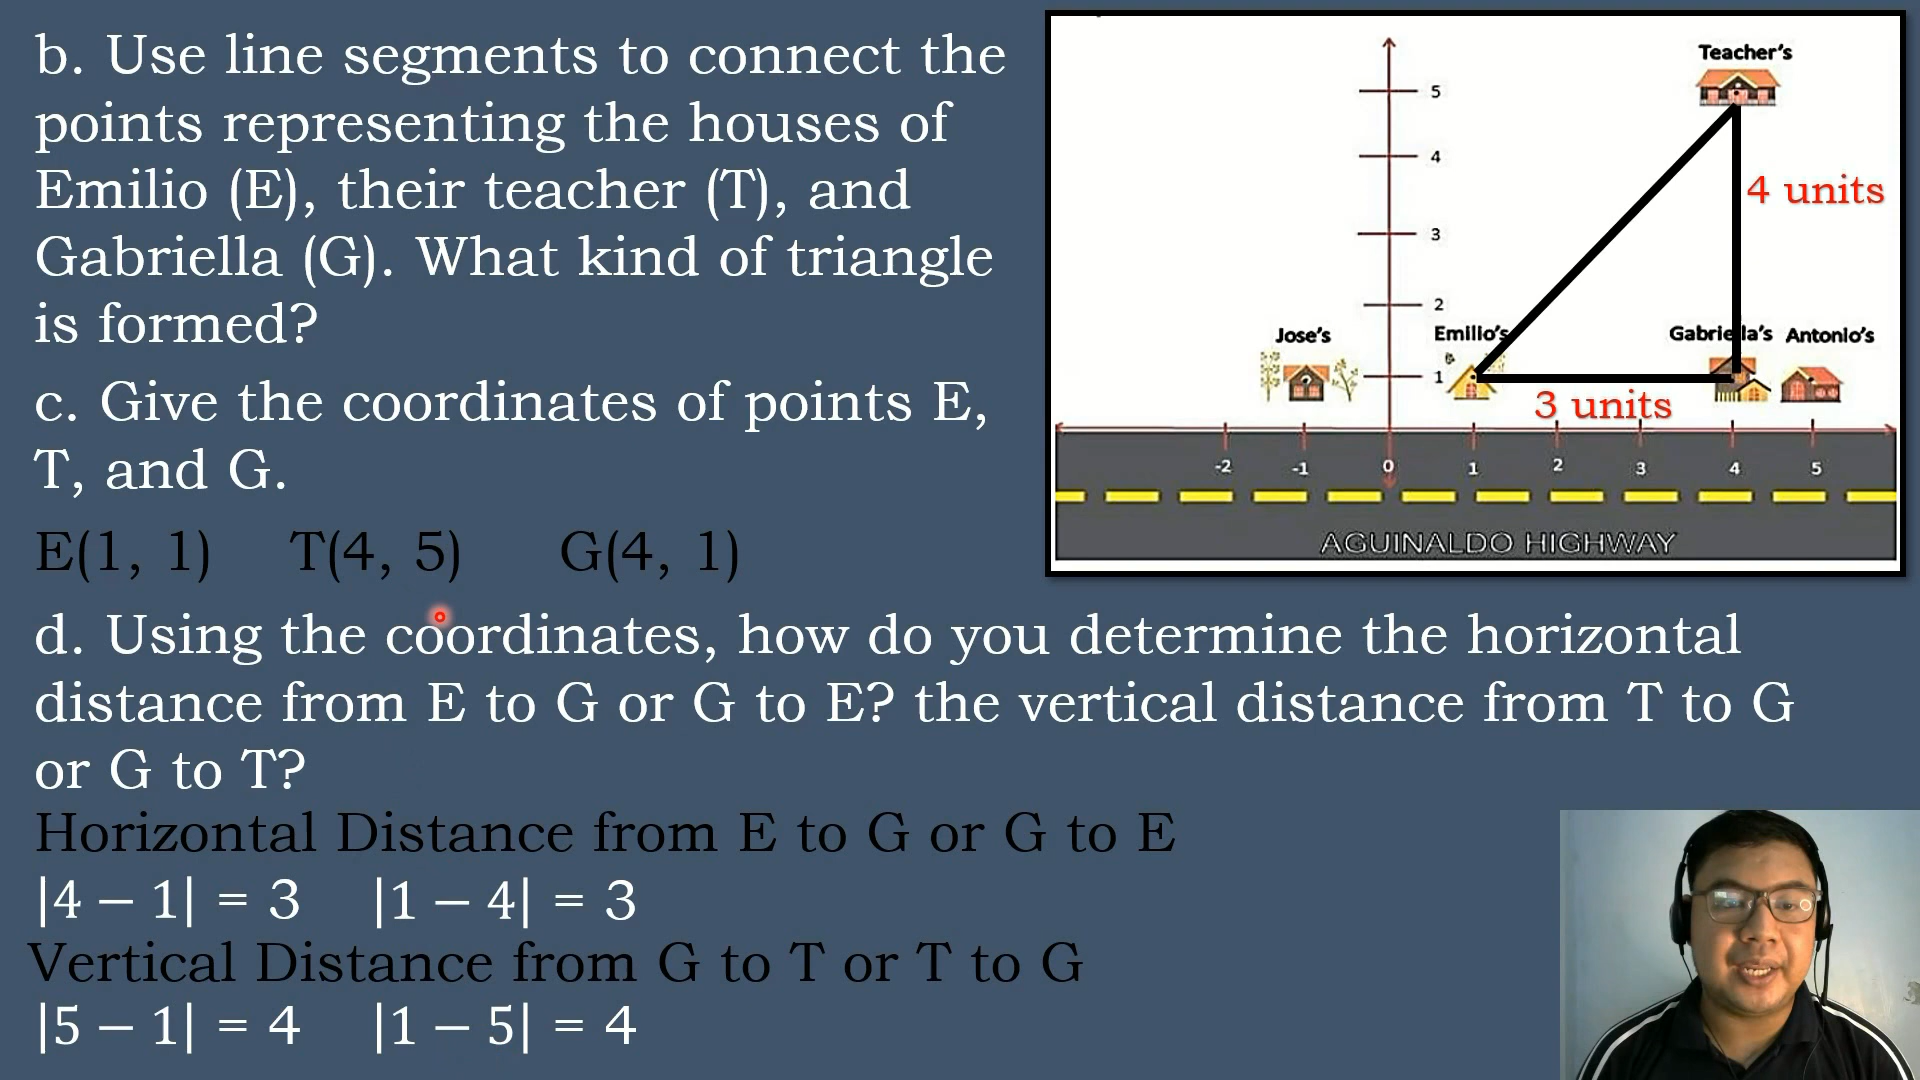 b. Use line segments to connect the
points representing the houses of
Emilio (E), their teacher (T), and
Gabriella (G). What kind of triangle
is formed?
c. Give the coordinates of points E,
T, and G.
E(1, 1) T(4, 5) G(4, 1)
d. Using the coordinates, how do you determine the horizontal
distance from E to G or G to E? the vertical distance from T to G
or G to T?
Horizontal Distance from E to G or G to E
|4 − 1| = 3 |1 − 4| = 3
Vertical Distance from G to T or T to G
|5 − 1| = 4 |1 − 5| = 4
Teacher's
5
4
4 units
3
2
Jose's Emilio's Gabriella's Antonio's
1
3 units
-2 -1 0 1 2 3 4 5
AGUINALDO HIGHWAY